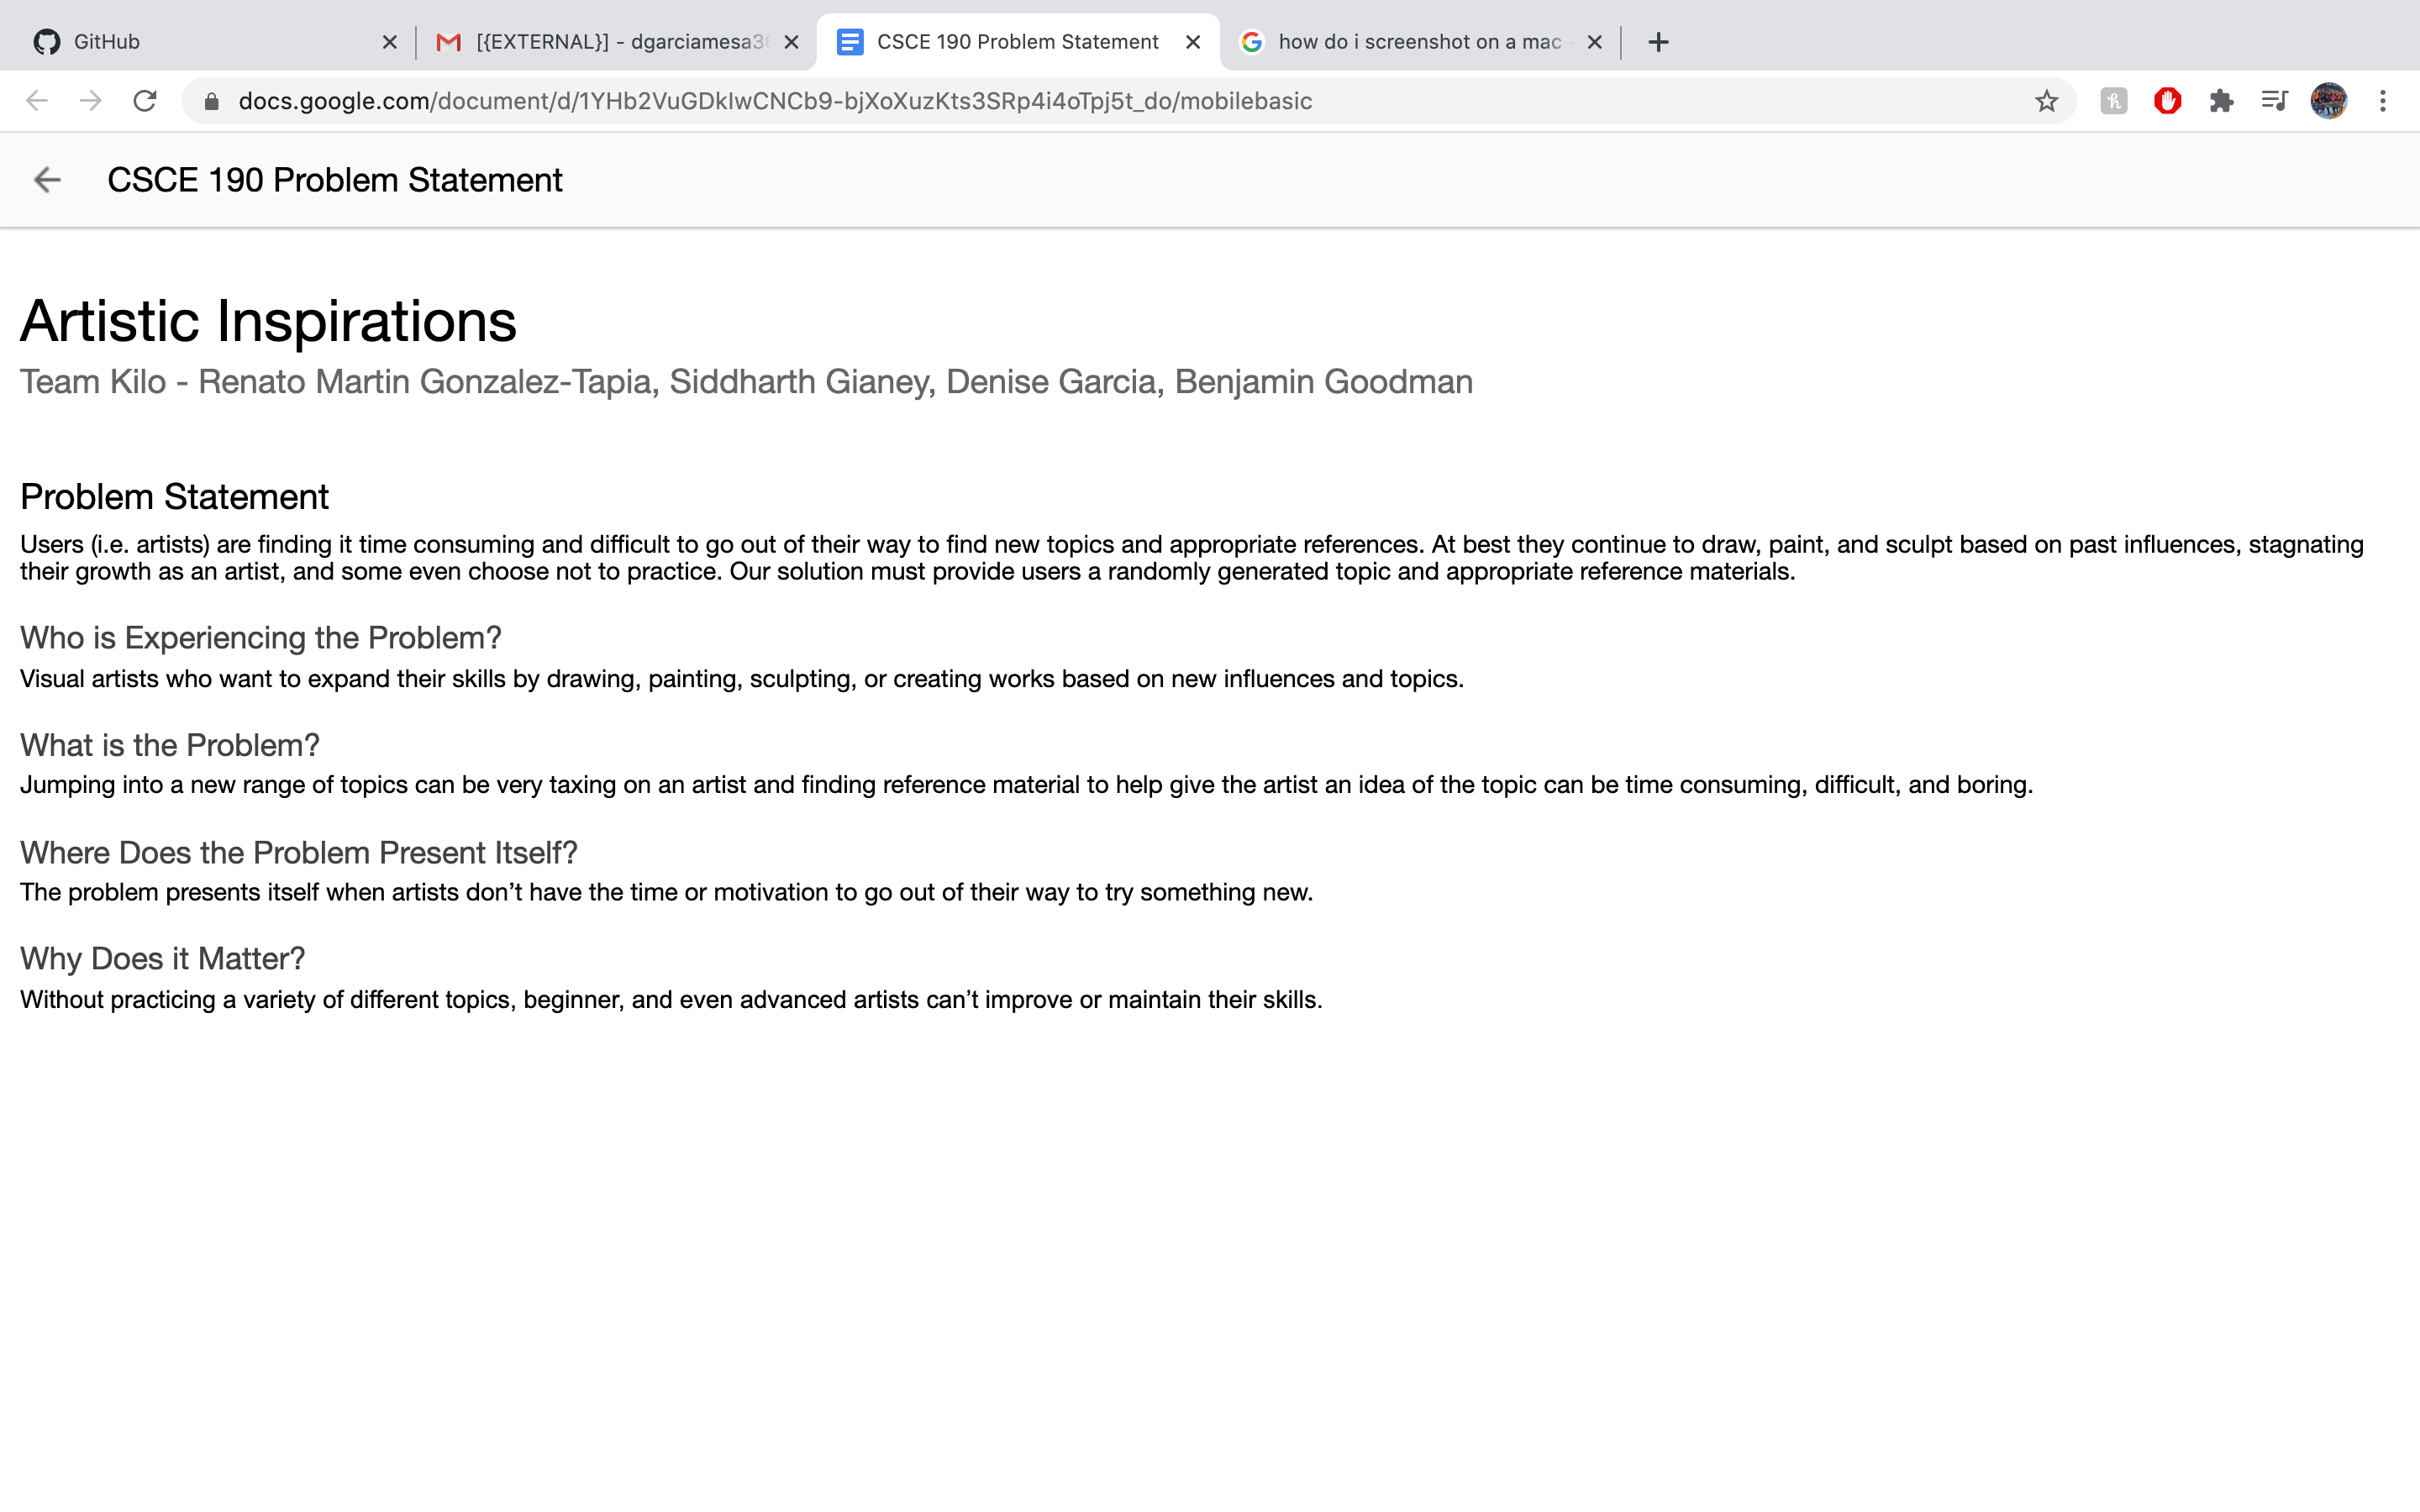 GitHub
[{EXTERNAL}] - dgarciamesa3
CSCE 190 Problem Statement
how do i screenshot on a mac
docs.google.com/document/d/1YHb2VuGDkIwCNCb9-bjXoXuzKts3SRp4i4oTpj5t_do/mobilebasic
CSCE 190 Problem Statement
Artistic Inspirations
Team Kilo - Renato Martin Gonzalez-Tapia, Siddharth Gianey, Denise Garcia, Benjamin Goodman
Problem Statement
Users (i.e. artists) are finding it time consuming and difficult to go out of their way to find new topics and appropriate references. At best they continue to draw, paint, and sculpt based on past influences, stagnating
their growth as an artist, and some even choose not to practice. Our solution must provide users a randomly generated topic and appropriate reference materials.
Who is Experiencing the Problem?
Visual artists who want to expand their skills by drawing, painting, sculpting, or creating works based on new influences and topics.
What is the Problem?
Jumping into a new range of topics can be very taxing on an artist and finding reference material to help give the artist an idea of the topic can be time consuming, difficult, and boring.
Where Does the Problem Present Itself?
The problem presents itself when artists don’t have the time or motivation to go out of their way to try something new.
Why Does it Matter?
Without practicing a variety of different topics, beginner, and even advanced artists can’t improve or maintain their skills.